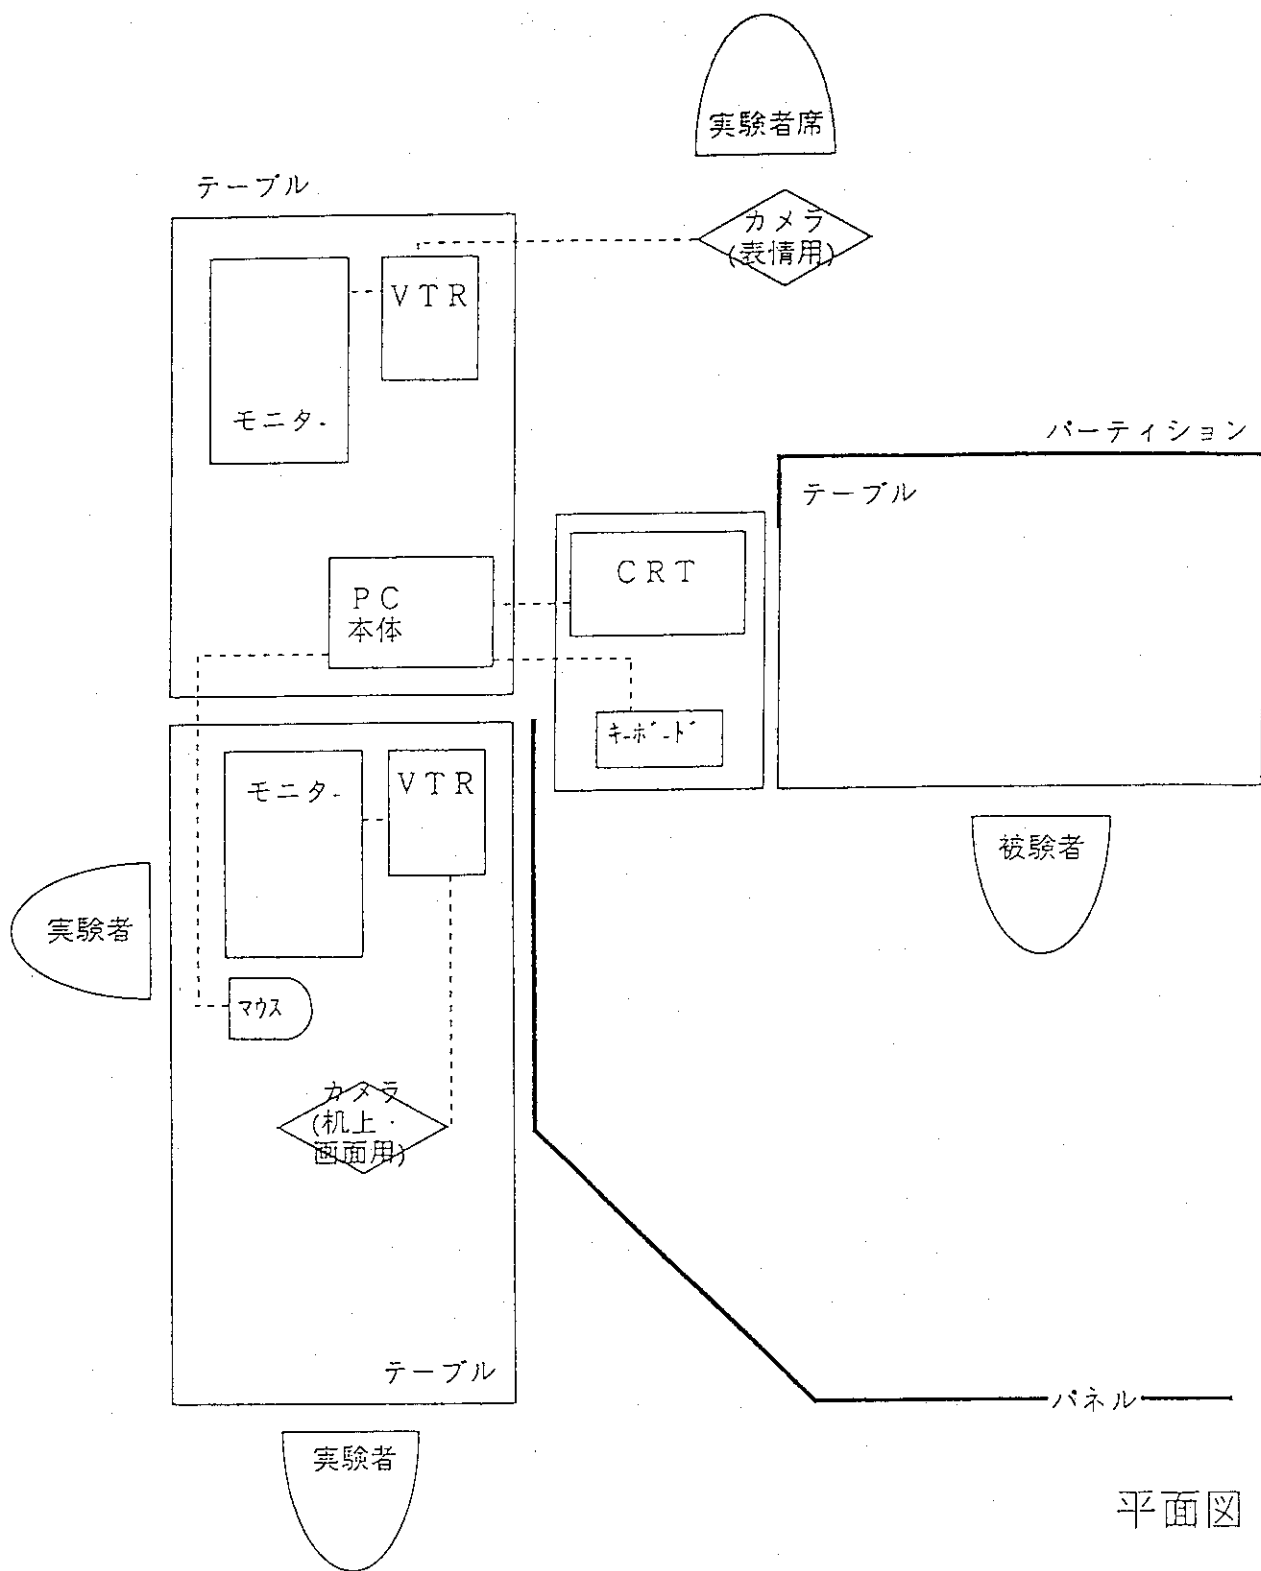 実験者席
テーブル
カメラ
(表情用)
VTR
モニター
パーティション
テーブル
CRT
PC
本体
キーボード
モニター
VTR
被験者
実験者
マウス
カメラ
(机上・
画面用)
テーブル
パネル
実験者
平面図